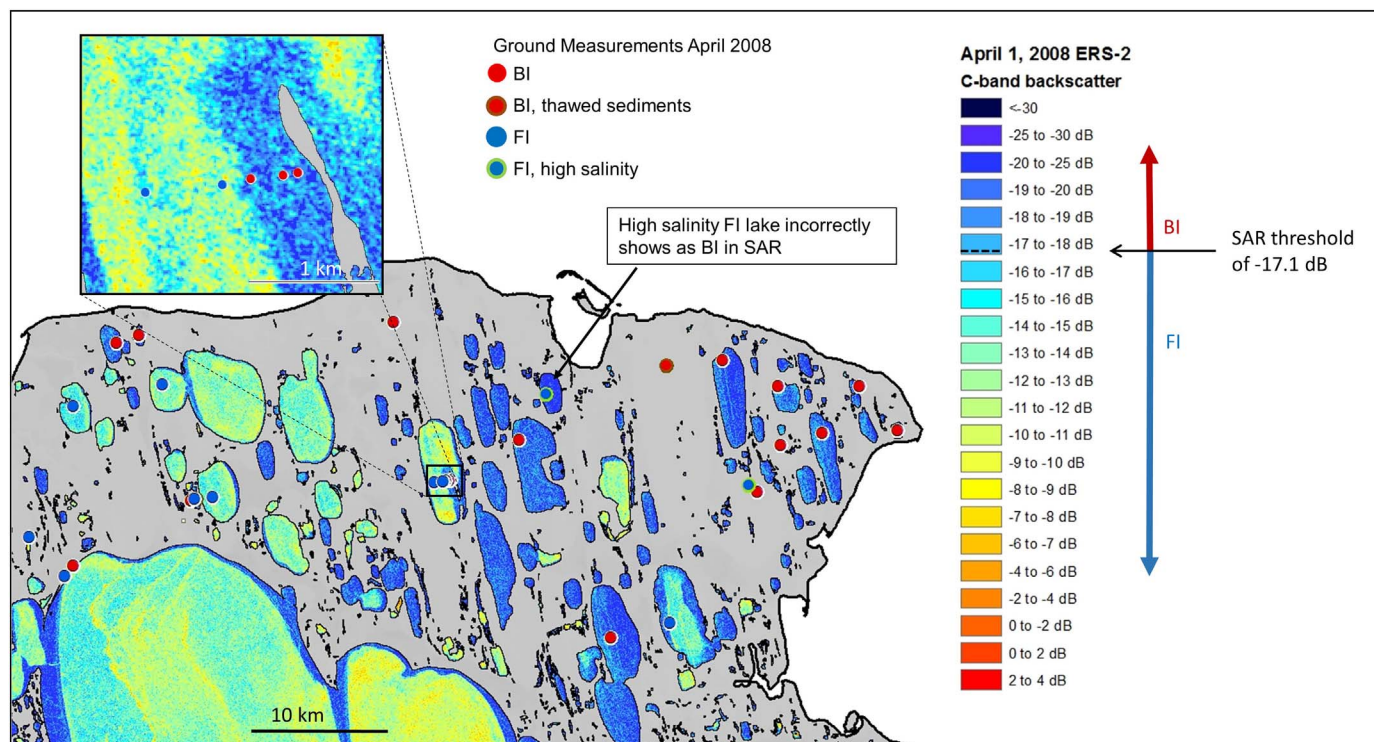 Ground Measurements April 2008
BI
BI, thawed sediments
FI
FI, high salinity
High salinity FI lake incorrectly
shows as BI in SAR
1 km
10 km
April 1, 2008 ERS-2
C-band backscatter
<-30
-25 to -30 dB
-20 to -25 dB
-19 to -20 dB
-18 to -19 dB
-17 to -18 dB
-16 to -17 dB
-15 to -16 dB
-14 to -15 dB
-13 to -14 dB
-12 to -13 dB
-11 to -12 dB
-10 to -11 dB
-9 to -10 dB
-8 to -9 dB
-7 to -8 dB
-6 to -7 dB
-4 to -6 dB
-2 to -4 dB
0 to -2 dB
0 to 2 dB
2 to 4 dB
BI
SAR threshold
of -17.1 dB
FI